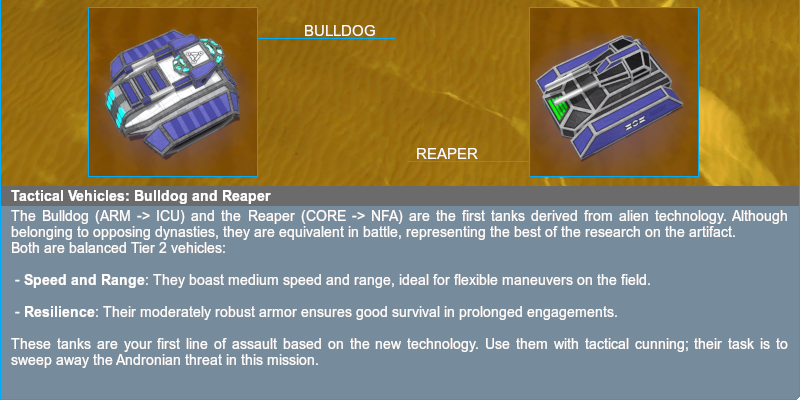 BULLDOG
REAPER
Tactical Vehicles: Bulldog and Reaper
The Bulldog (ARM -> ICU) and the Reaper (CORE -> NFA) are the first tanks derived from alien technology. Although
belonging to opposing dynasties, they are equivalent in battle, representing the best of the research on the artifact.
Both are balanced Tier 2 vehicles:
- Speed and Range: They boast medium speed and range, ideal for flexible maneuvers on the field.
- Resilience: Their moderately robust armor ensures good survival in prolonged engagements.
These tanks are your first line of assault based on the new technology. Use them with tactical cunning; their task is to
sweep away the Andronian threat in this mission.